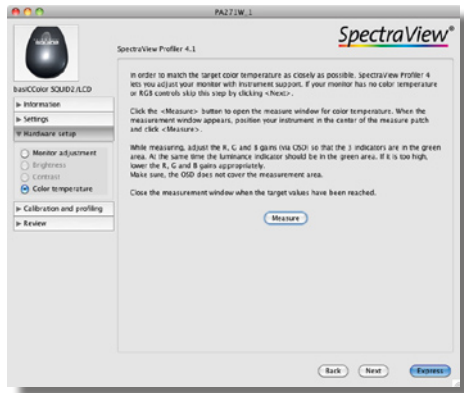 PA271W_1
SpectraView®
SpectraView Profiler 4.1
basICColor SQUID2 /LCD
Information
Settings
Hardware setup
Monitor adjustment
Brightness
Contrast
Color temperature
Calibration and profiling
Review
In order to match the target color temperature as closely as possible, SpectraView Profiler 4
lets you adjust your monitor with instrument support. If your monitor has no color temperature
or RGB controls skip this step by clicking <Next>.
Click the <Measure> button to open the measure window for color temperature. When the
measurement window appears, position your instrument in the center of the measure patch
and click <Measure>.
While measuring, adjust the R, G and B gains (via OSD) so that the 3 indicators are in the green
area. At the same time the luminance indicator should be in the green area. If it is too high,
lower the R, G and B gains appropriately.
Make sure, the OSD does not cover the measurement area.
Close the measurement window when the target values have been reached.
Measure
Back Next Express